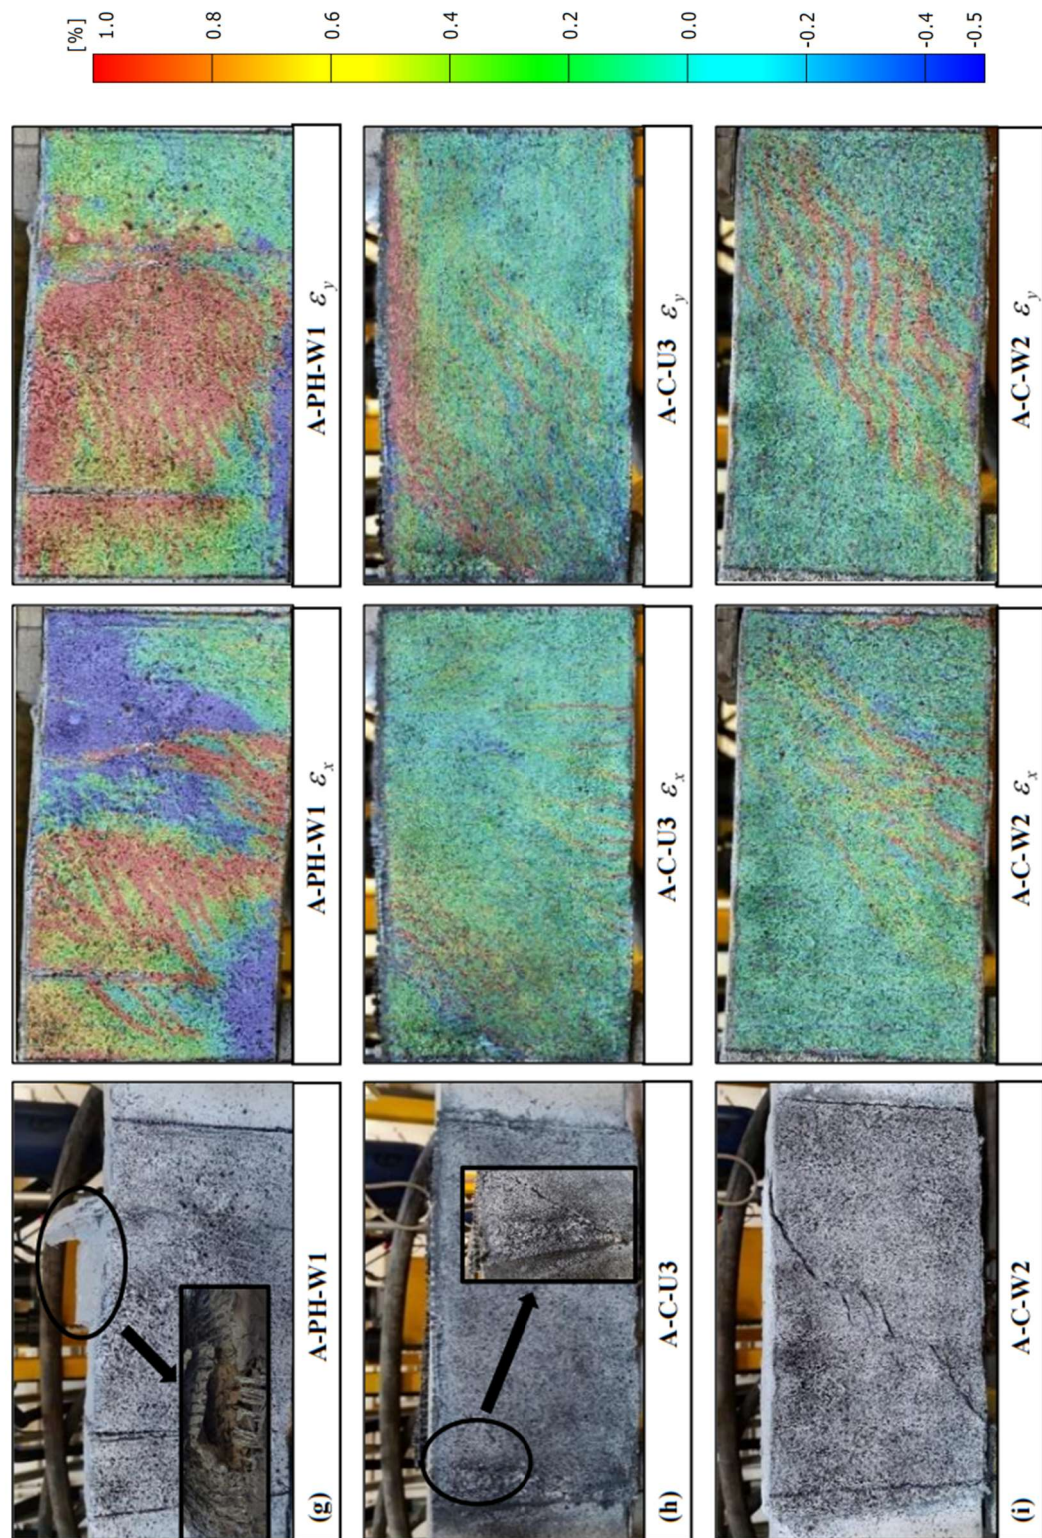 (g)
A-PH-W1
A-PH-W1 εx
A-PH-W1 εy
(h)
A-C-U3
A-C-U3 εx
A-C-U3 εy
(i)
A-C-W2
A-C-W2 εx
A-C-W2 εy
[%]
1.0
0.8
0.6
0.4
0.2
0.0
-0.2
-0.4
-0.5